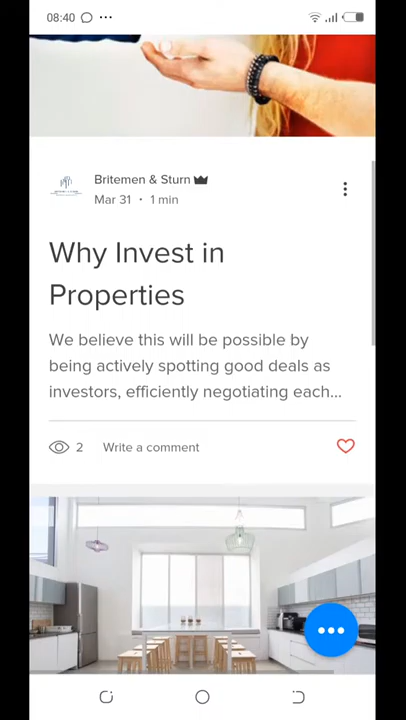 08:40
Britemen & Sturn
Mar 31 • 1 min
Why Invest in
Properties
We believe this will be possible by
being actively spotting good deals as
investors, efficiently negotiating each...
2 Write a comment